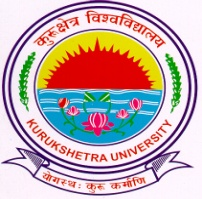 कुरुक्षेत्र विश्वविद्यालय
KURUKSHETRA UNIVERSITY
योगस्थः कुरु कर्माणि